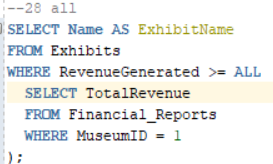 --28 all
SELECT Name AS ExhibitName
FROM Exhibits
WHERE RevenueGenerated >= ALL
SELECT TotalRevenue
FROM Financial_Reports
WHERE MuseumID = 1
);